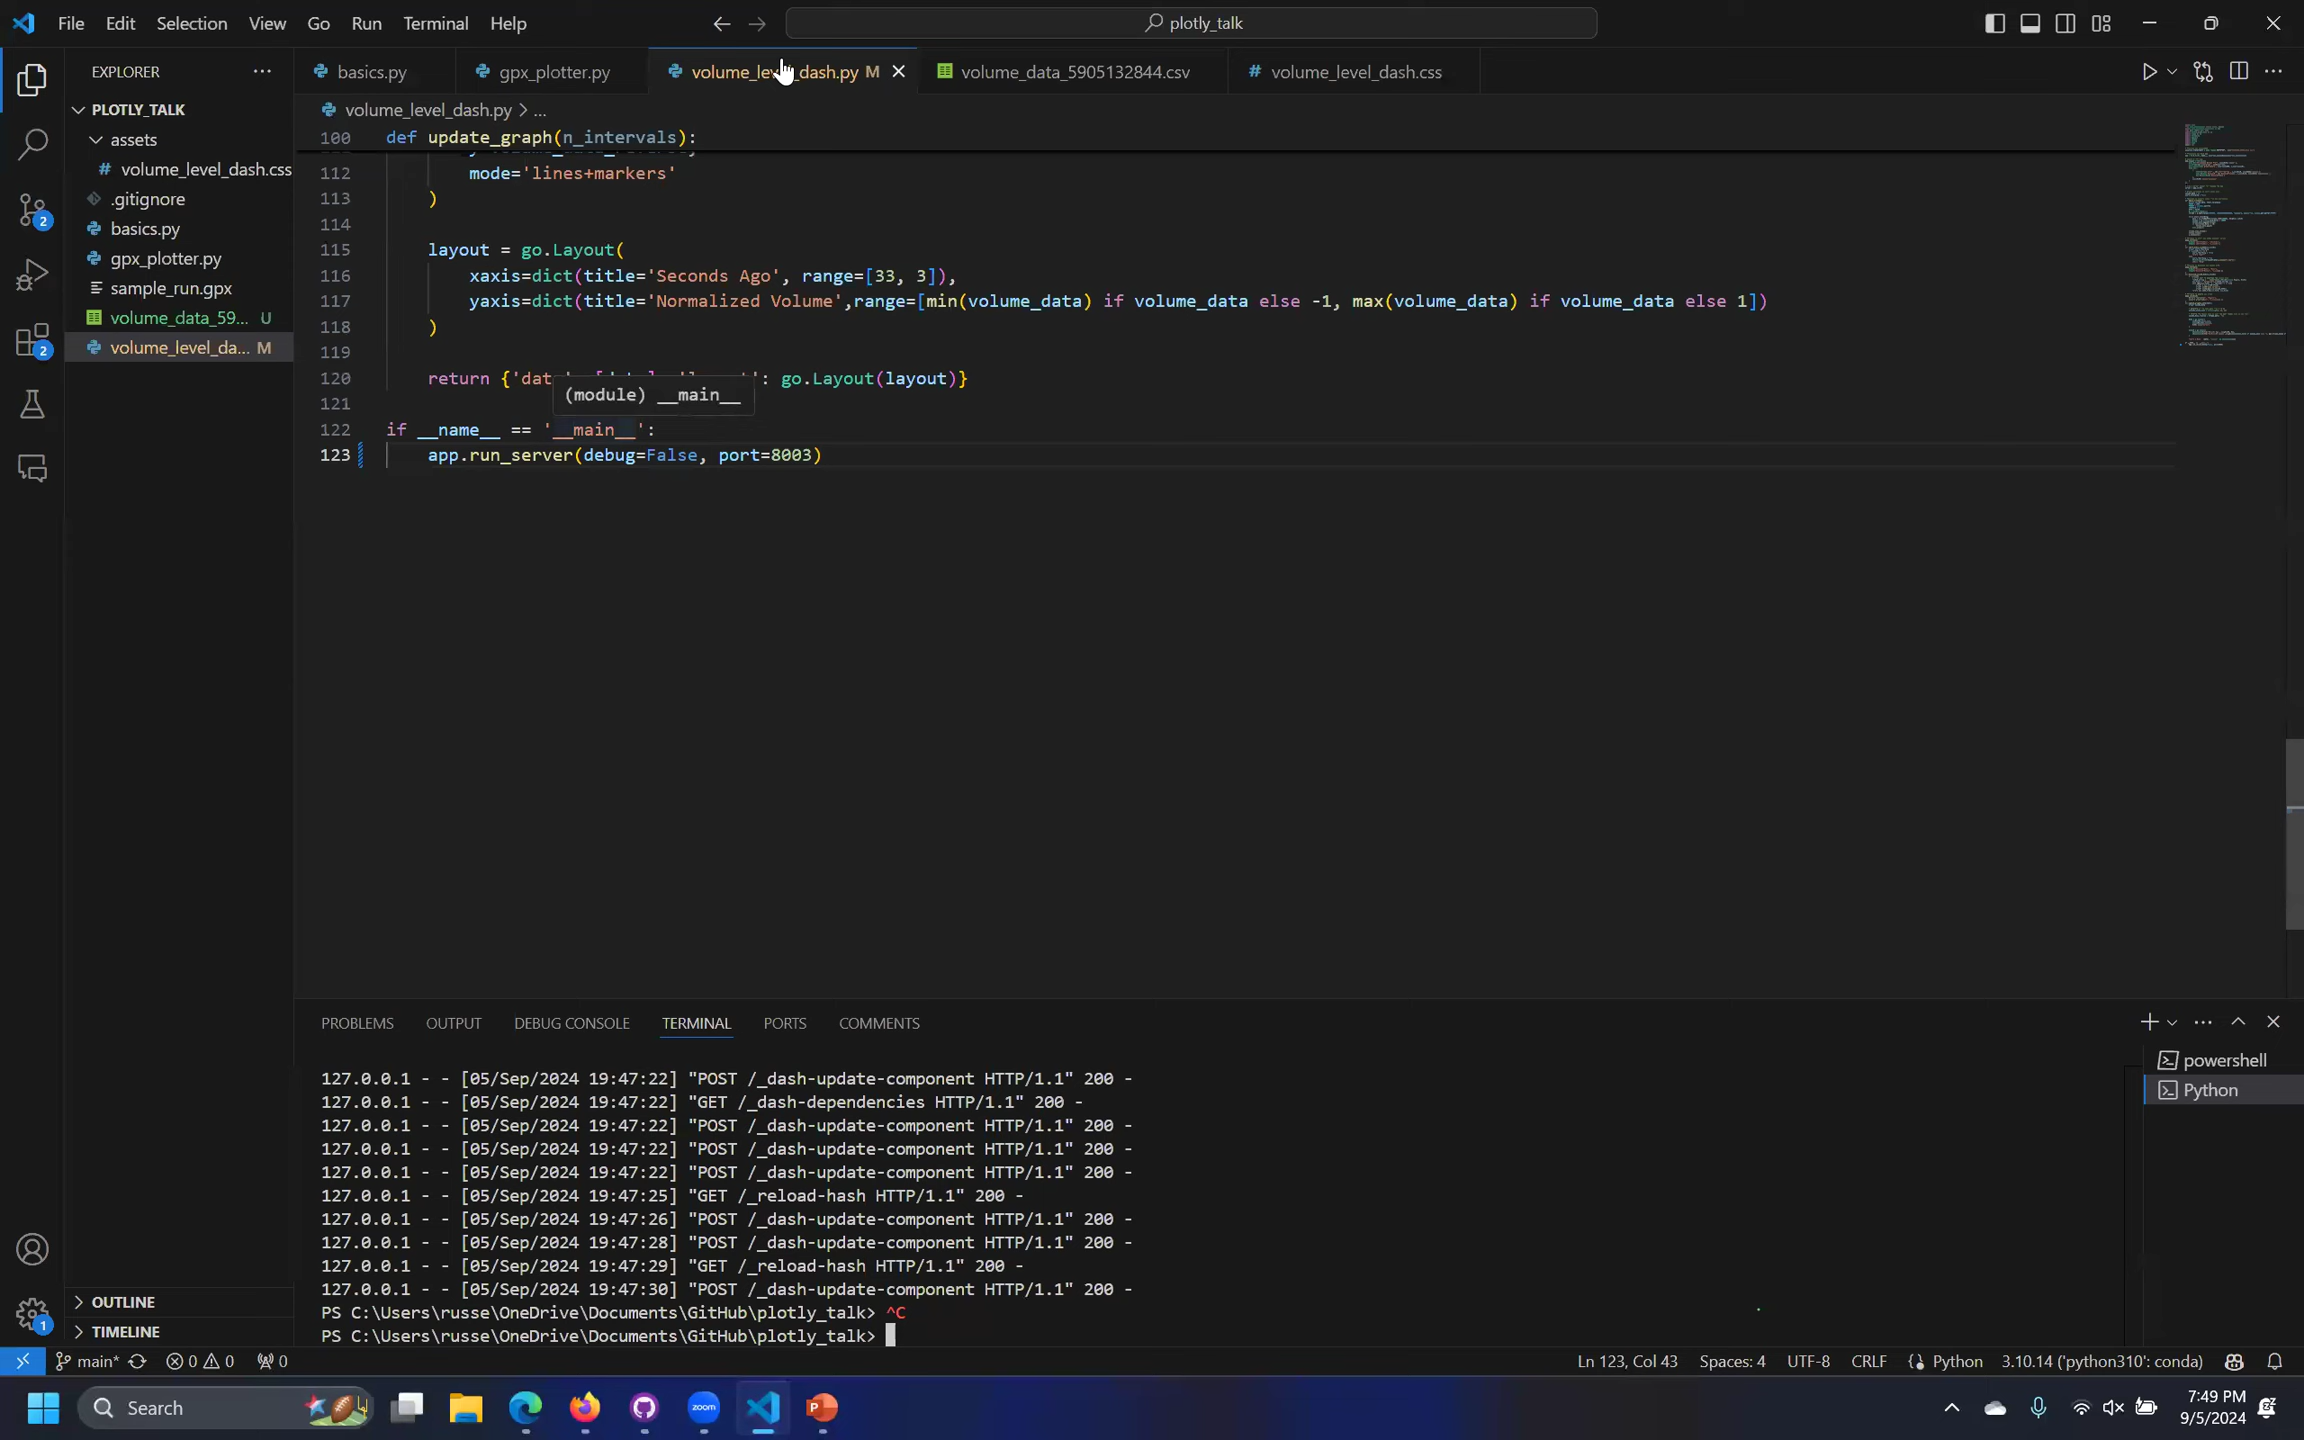 File Edit Selection View Go Run Terminal Help
plotly_talk
EXPLORER
PLOTLY_TALK
assets
# volume_level_dash.css
.gitignore
basics.py
gpx_plotter.py
sample_run.gpx
volume_data_59... U
volume_level_da... M
OUTLINE
TIMELINE
2
2
1
basics.py gpx_plotter.py volume_level_dash.py M volume_data_5905132844.csv # volume_level_dash.css
volume_level_dash.py > ...
100 def update_graph(n_intervals):
112 mode='lines+markers'
113 )
114
115 layout = go.Layout(
116 xaxis=dict(title='Seconds Ago', range=[33, 3]),
117 yaxis=dict(title='Normalized Volume',range=[min(volume_data) if volume_data else -1, max(volume_data) if volume_data else 1])
118 )
119
120 return {'dat ': go.Layout(layout)}
(module) __main__
121
122 if __name__ == '__main__':
123 app.run_server(debug=False, port=8003)
PROBLEMS OUTPUT DEBUG CONSOLE TERMINAL PORTS COMMENTS
powershell
Python
127.0.0.1 - - [05/Sep/2024 19:47:22] "POST /_dash-update-component HTTP/1.1" 200 -
127.0.0.1 - - [05/Sep/2024 19:47:22] "GET /_dash-dependencies HTTP/1.1" 200 -
127.0.0.1 - - [05/Sep/2024 19:47:22] "POST /_dash-update-component HTTP/1.1" 200 -
127.0.0.1 - - [05/Sep/2024 19:47:22] "POST /_dash-update-component HTTP/1.1" 200 -
127.0.0.1 - - [05/Sep/2024 19:47:22] "POST /_dash-update-component HTTP/1.1" 200 -
127.0.0.1 - - [05/Sep/2024 19:47:25] "GET /_reload-hash HTTP/1.1" 200 -
127.0.0.1 - - [05/Sep/2024 19:47:26] "POST /_dash-update-component HTTP/1.1" 200 -
127.0.0.1 - - [05/Sep/2024 19:47:28] "POST /_dash-update-component HTTP/1.1" 200 -
127.0.0.1 - - [05/Sep/2024 19:47:29] "GET /_reload-hash HTTP/1.1" 200 -
127.0.0.1 - - [05/Sep/2024 19:47:30] "POST /_dash-update-component HTTP/1.1" 200 -
PS C:\Users\russe\OneDrive\Documents\GitHub\plotly_talk> ^C
PS C:\Users\russe\OneDrive\Documents\GitHub\plotly_talk>
main* 0 0 0 Ln 123, Col 43 Spaces: 4 UTF-8 CRLF Python 3.10.14 ('python310': conda)
Search
zoom
7:49 PM
9/5/2024